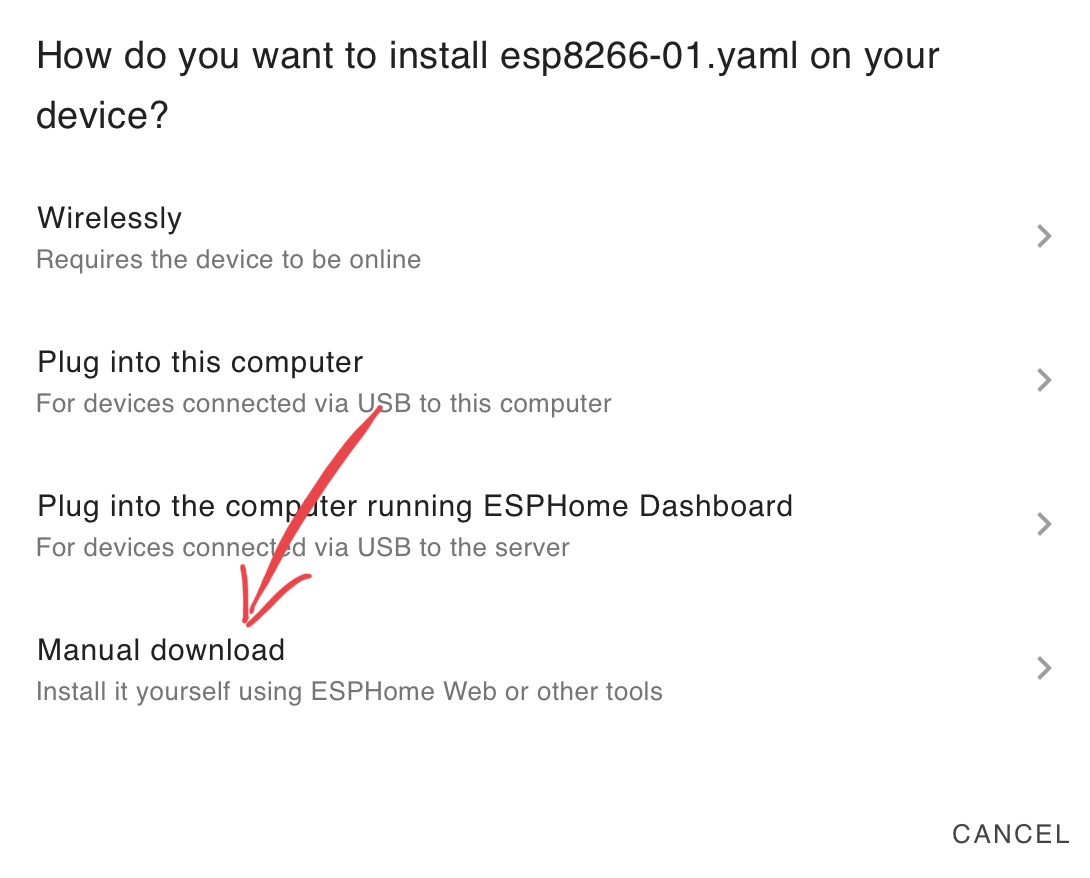 How do you want to install esp8266-01.yaml on your
device?
Wirelessly
Requires the device to be online
Plug into this computer
For devices connected via USB to this computer
Plug into the computer running ESPHome Dashboard
For devices connected via USB to the server
Manual download
Install it yourself using ESPHome Web or other tools
CANCEL